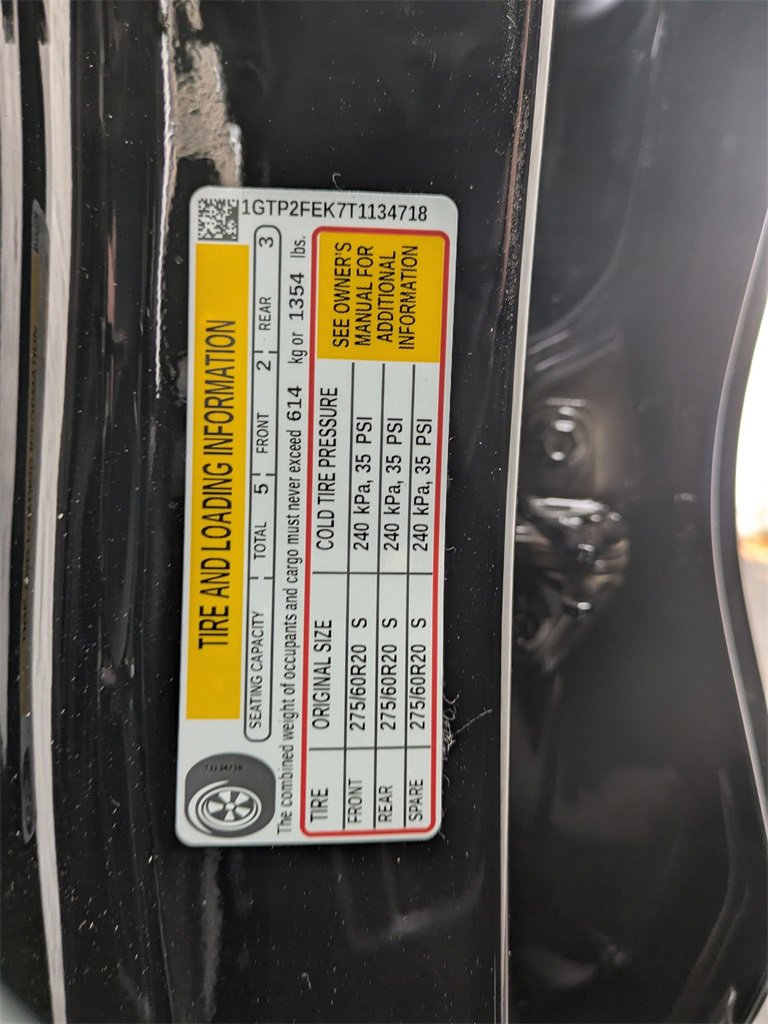 1GTP2FEK7T1134718
TIRE AND LOADING INFORMATION
SEATING CAPACITY TOTAL 5 FRONT 2 REAR 3
The combined weight of occupants and cargo must never exceed 614 kg or 1354 lbs.
TIRE ORIGINAL SIZE COLD TIRE PRESSURE
FRONT 275/60R20 S 240 kPa, 35 PSI
REAR 275/60R20 S 240 kPa, 35 PSI
SPARE 275/60R20 S 240 kPa, 35 PSI
SEE OWNER'S
MANUAL FOR
ADDITIONAL
INFORMATION
T1134718